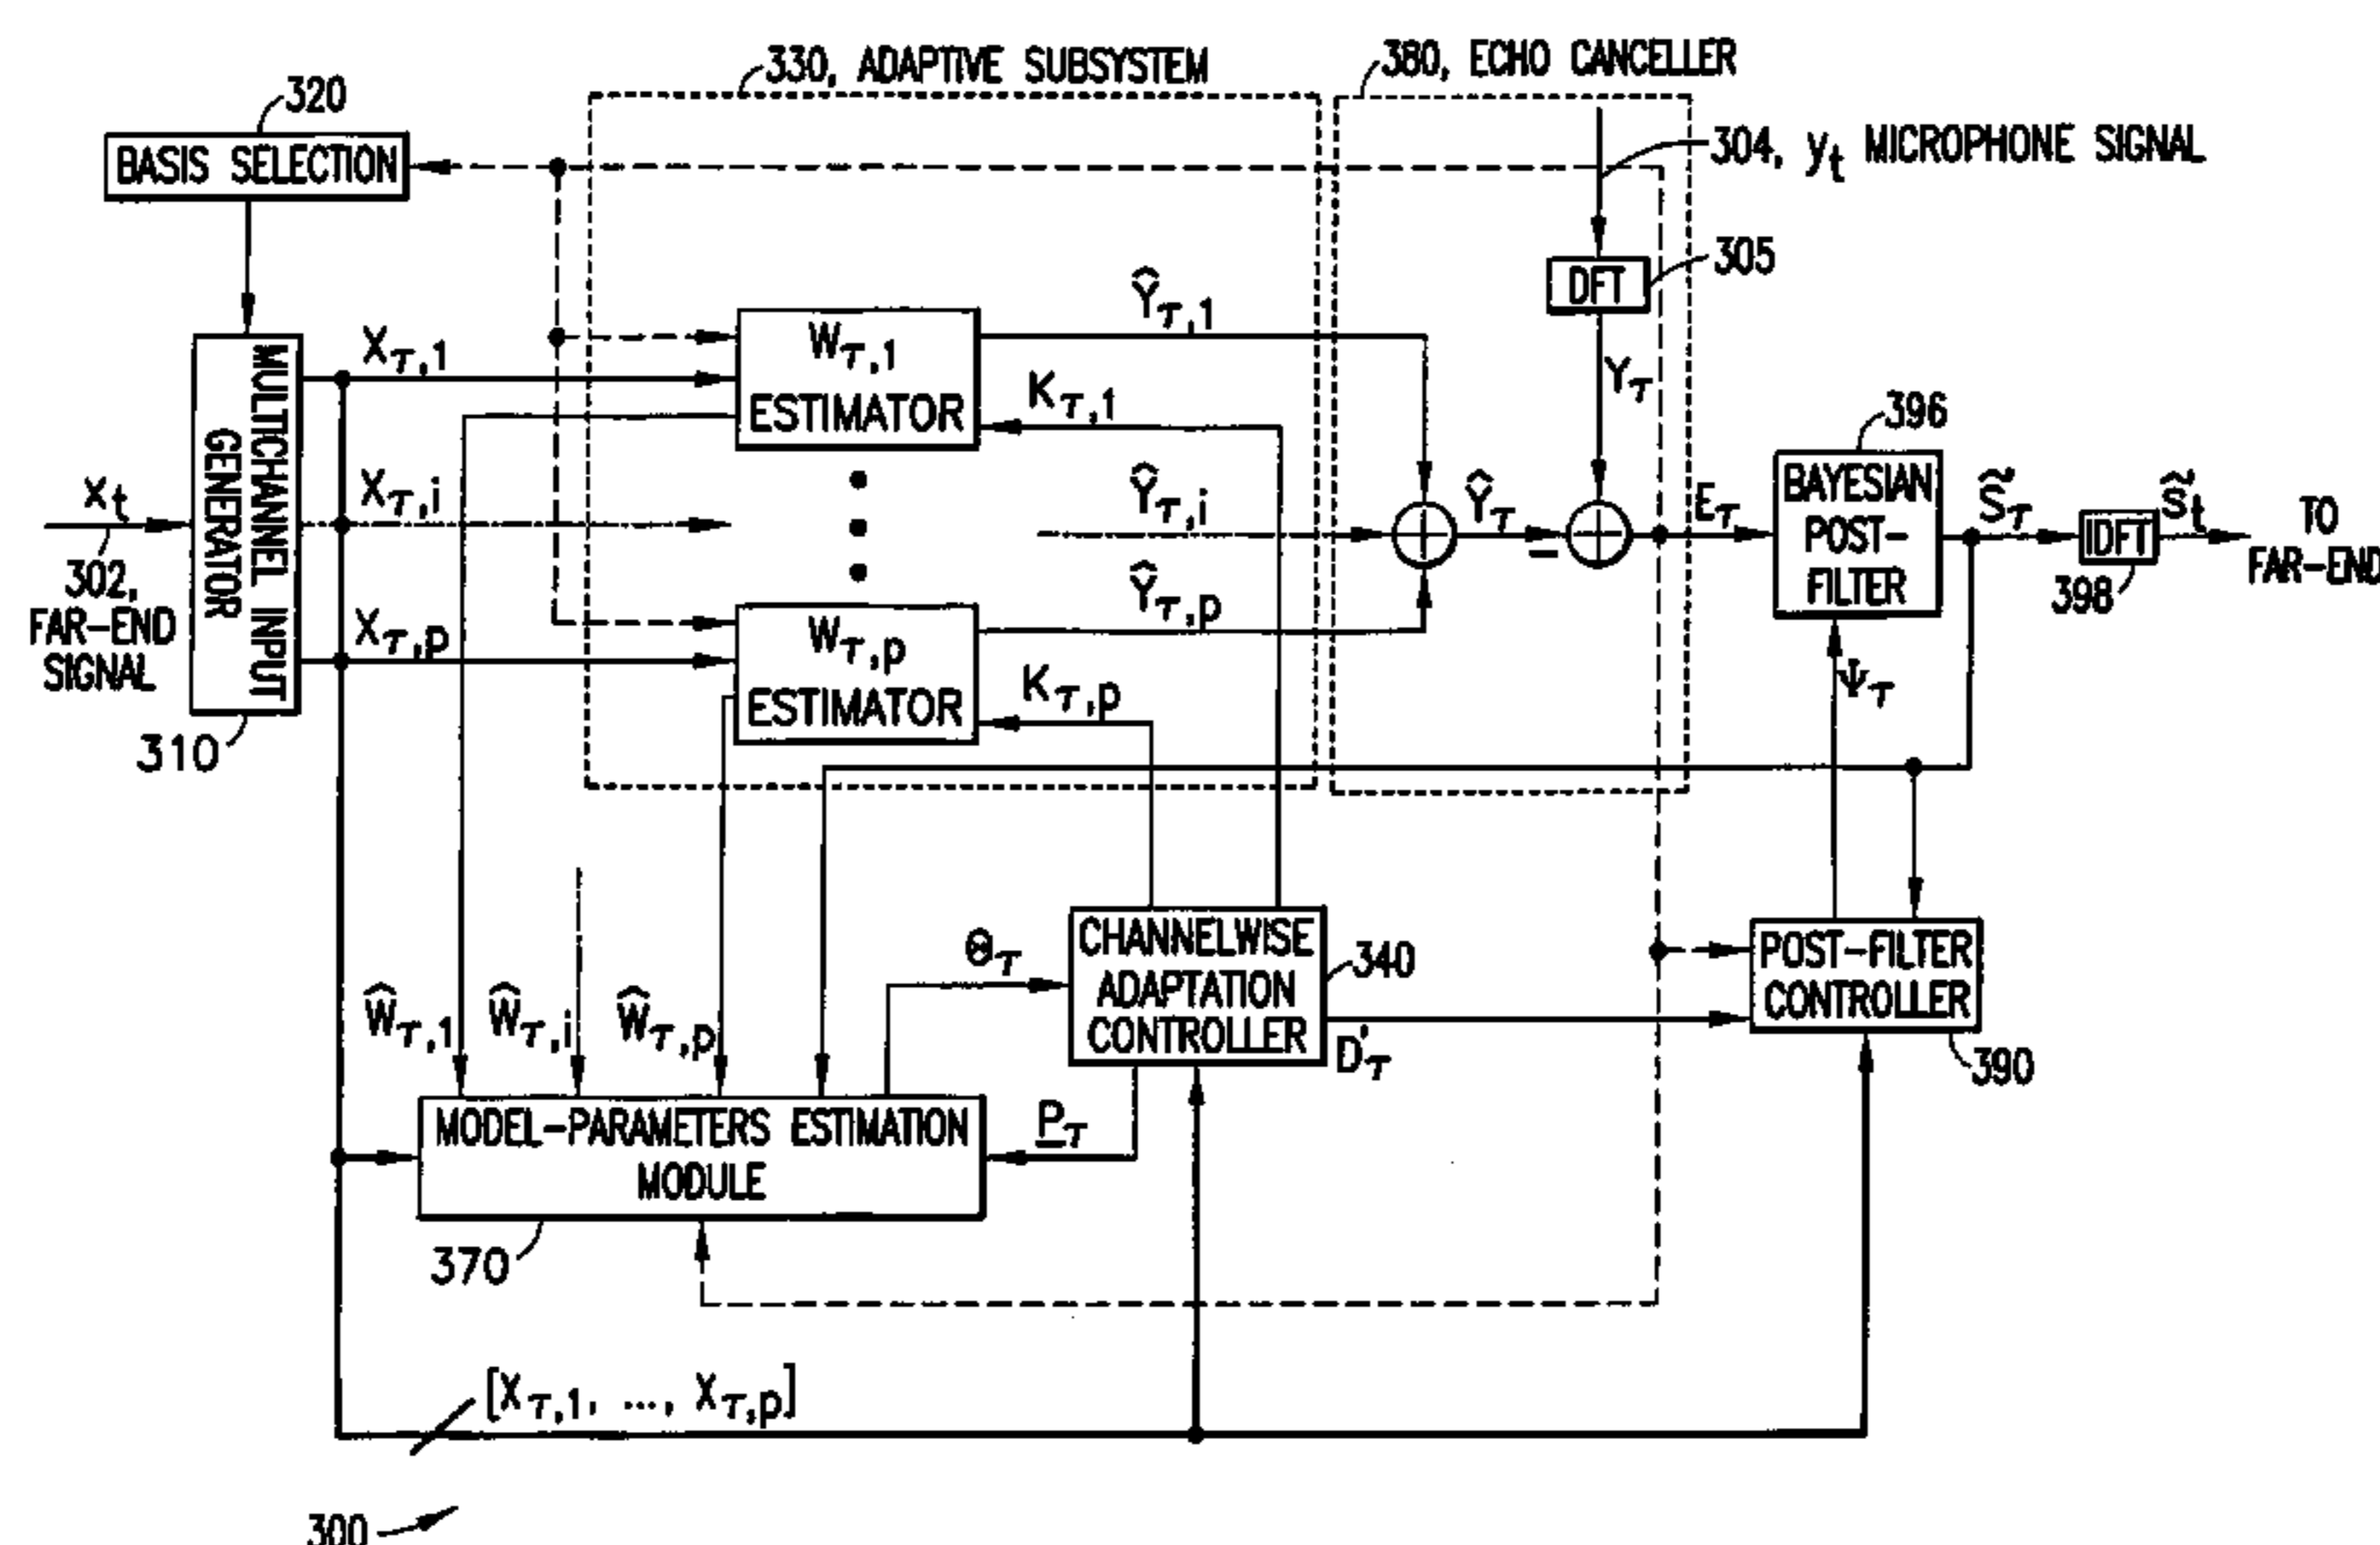 330, ADAPTIVE SUBSYSTEM
380, ECHO CANCELLER
320
BASIS SELECTION
304, yt MICROPHONE SIGNAL
DFT
305
Xτ,1
Wτ,1
ESTIMATOR
Ŷτ,1
Kτ,1
Yτ
396
MULTICHANNEL INPUT
GENERATOR
xt
302,
FAR-END
SIGNAL
310
Xτ,i
Ŷτ,i
Ŷτ
Eτ
BAYESIAN
POST-
FILTER
S̃'τ
IDFT
s̃'t
398
TO
FAR-END
Xτ,p
Wτ,p
ESTIMATOR
Ŷτ,p
Kτ,p
Ψτ
Ŵτ,1
Ŵτ,i
Ŵτ,p
Θτ
CHANNELWISE
ADAPTATION
CONTROLLER
340
D'τ
POST-FILTER
CONTROLLER
390
MODEL-PARAMETERS ESTIMATION
MODULE
370
Pτ
[Xτ,1, ..., Xτ,p]
300